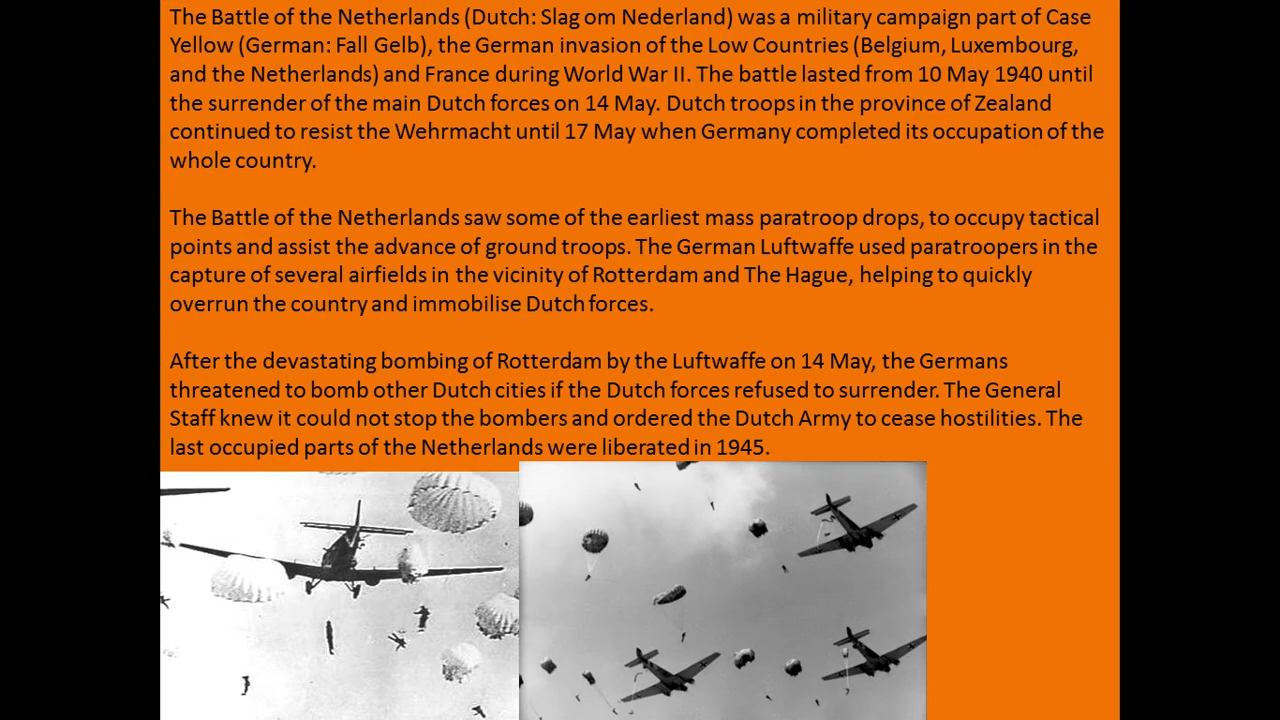 The Battle of the Netherlands (Dutch: Slag om Nederland) was a military campaign part of Case
Yellow (German: Fall Gelb), the German invasion of the Low Countries (Belgium, Luxembourg,
and the Netherlands) and France during World War II. The battle lasted from 10 May 1940 until
the surrender of the main Dutch forces on 14 May. Dutch troops in the province of Zealand
continued to resist the Wehrmacht until 17 May when Germany completed its occupation of the
whole country.
The Battle of the Netherlands saw some of the earliest mass paratroop drops, to occupy tactical
points and assist the advance of ground troops. The German Luftwaffe used paratroopers in the
capture of several airfields in the vicinity of Rotterdam and The Hague, helping to quickly
overrun the country and immobilise Dutch forces.
After the devastating bombing of Rotterdam by the Luftwaffe on 14 May, the Germans
threatened to bomb other Dutch cities if the Dutch forces refused to surrender. The General
Staff knew it could not stop the bombers and ordered the Dutch Army to cease hostilities. The
last occupied parts of the Netherlands were liberated in 1945.